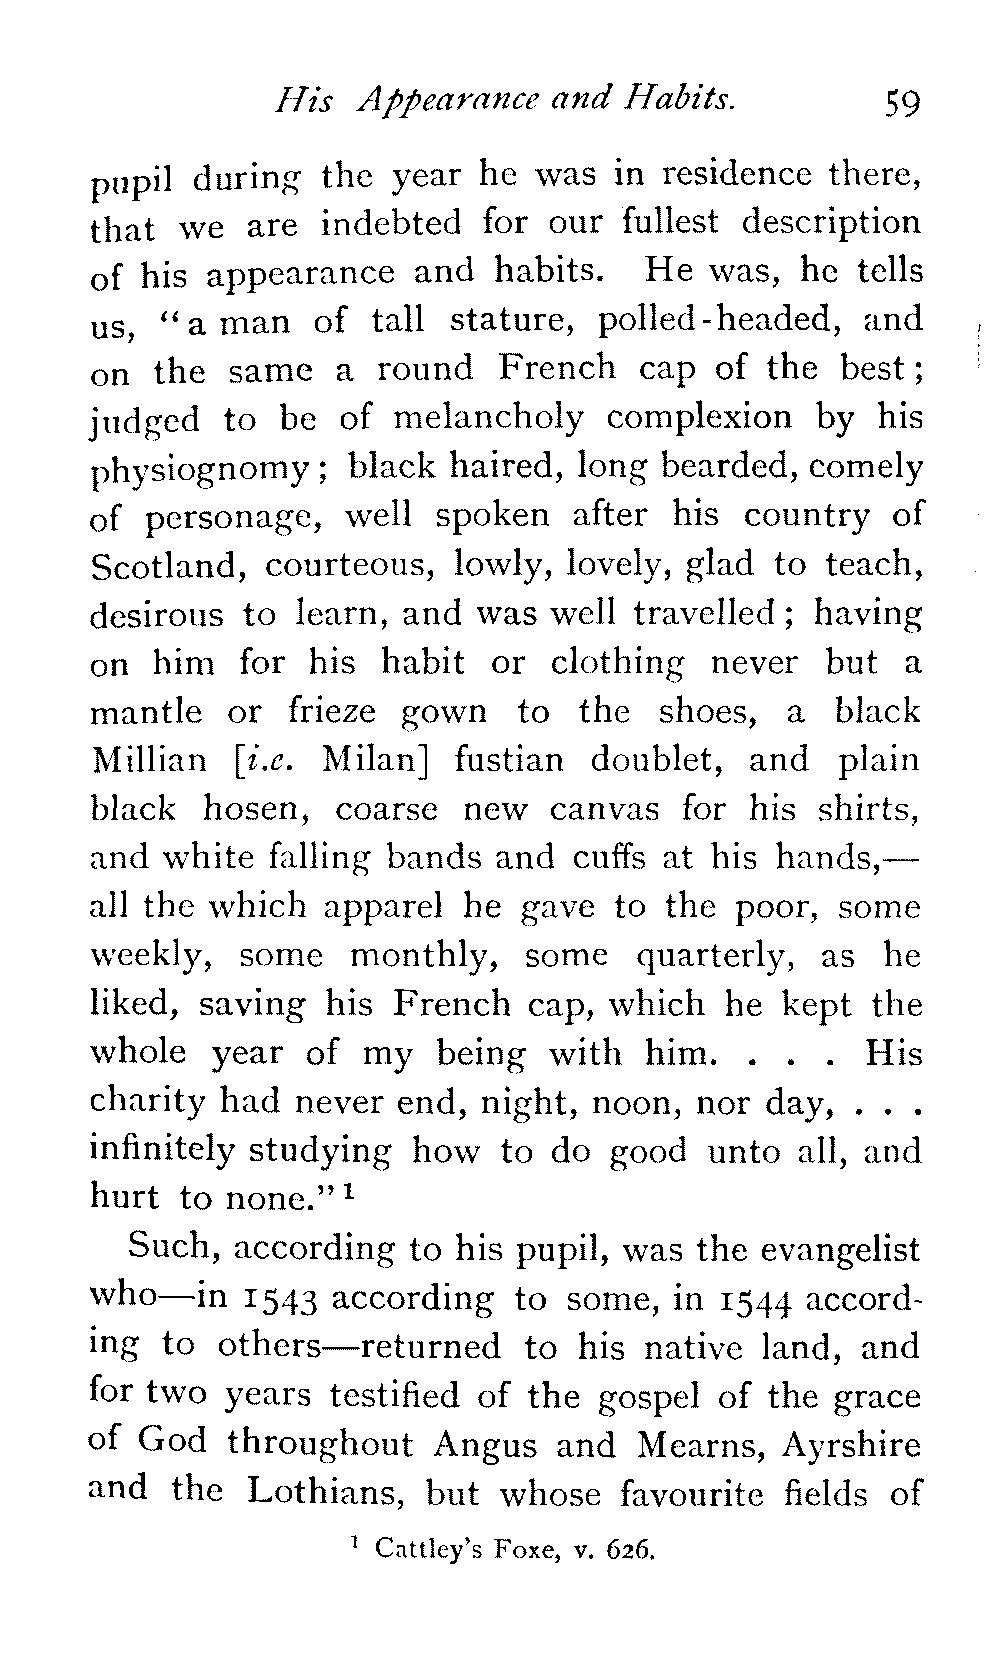 His Appearance and Habits. 59
pupil during the year he was in residence there,
that we are indebted for our fullest description
of his appearance and habits. He was, he tells
us, “a man of tall stature, polled-headed, and
on the same a round French cap of the best;
judged to be of melancholy complexion by his
physiognomy; black haired, long bearded, comely
of personage, well spoken after his country of
Scotland, courteous, lowly, lovely, glad to teach,
desirous to learn, and was well travelled; having
on him for his habit or clothing never but a
mantle or frieze gown to the shoes, a black
Millian [i.e. Milan] fustian doublet, and plain
black hosen, coarse new canvas for his shirts,
and white falling bands and cuffs at his hands,—
all the which apparel he gave to the poor, some
weekly, some monthly, some quarterly, as he
liked, saving his French cap, which he kept the
whole year of my being with him. . . . His
charity had never end, night, noon, nor day, . . .
infinitely studying how to do good unto all, and
hurt to none.” ¹
Such, according to his pupil, was the evangelist
who—in 1543 according to some, in 1544 accord-
ing to others—returned to his native land, and
for two years testified of the gospel of the grace
of God throughout Angus and Mearns, Ayrshire
and the Lothians, but whose favourite fields of
¹ Cattley’s Foxe, v. 626.